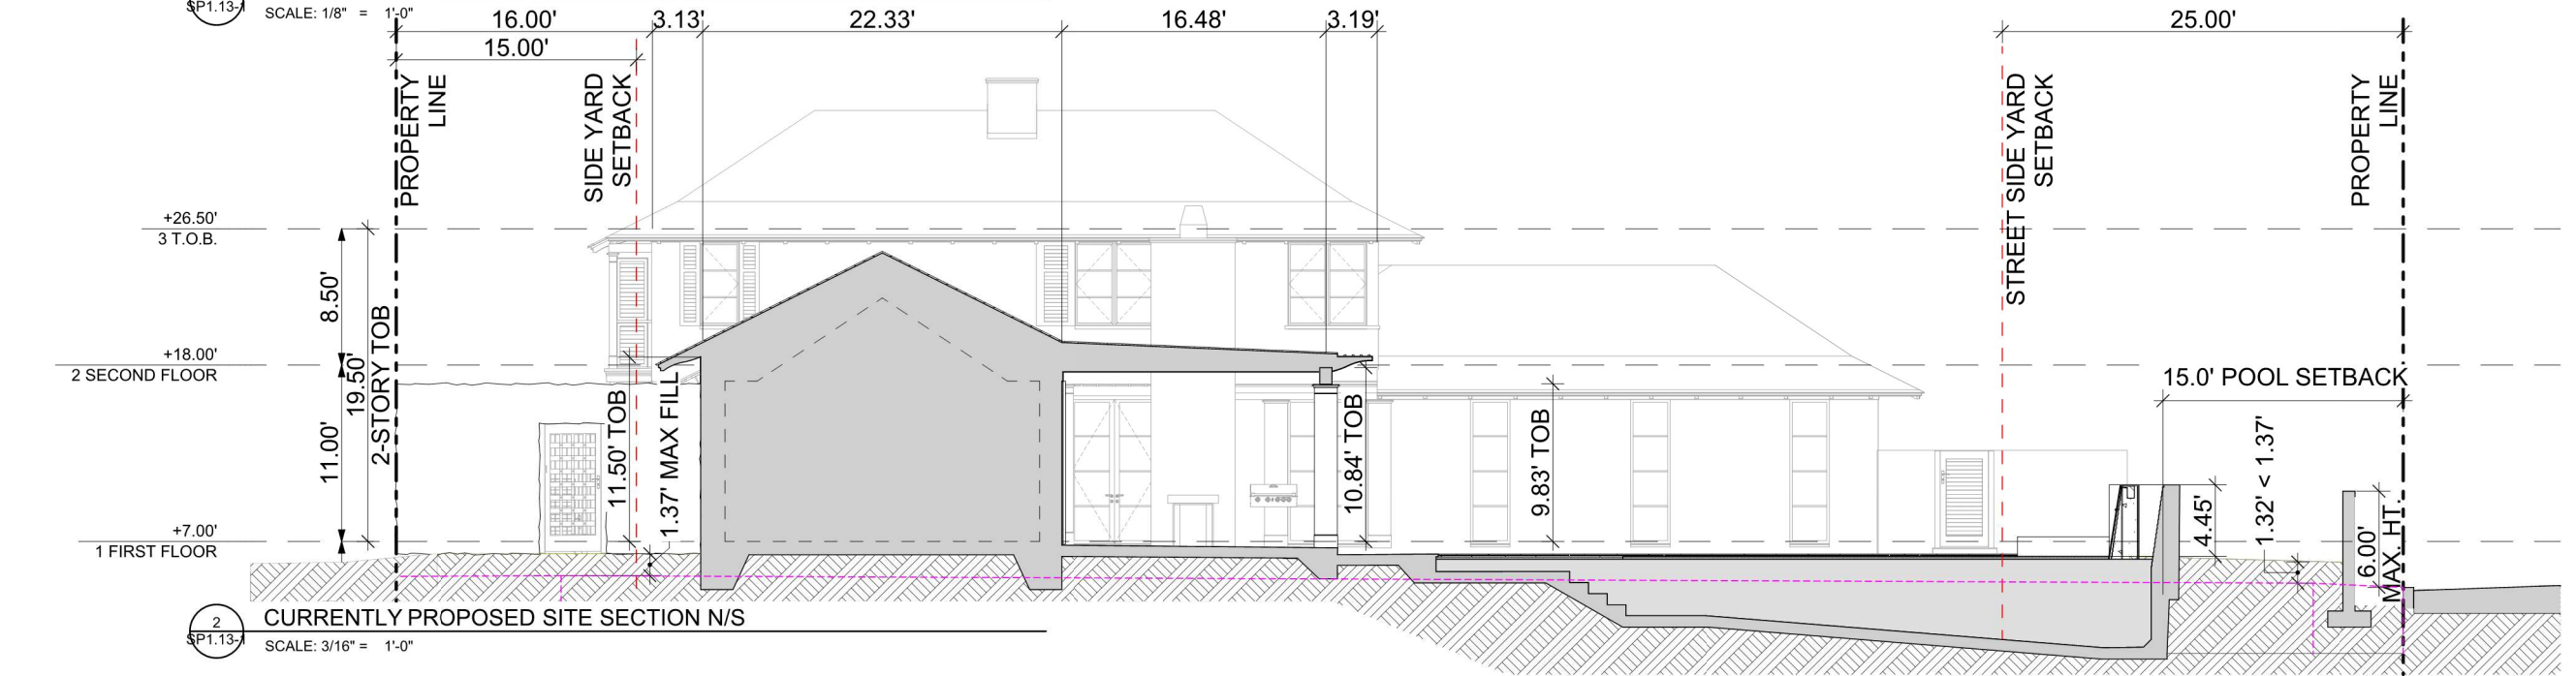 SP1.13-1
SCALE: 1/8" = 1'-0"
16.00'
3.13'
22.33'
16.48'
3.19'
25.00'
15.00'
PROPERTY
LINE
SIDE YARD
SETBACK
STREET SIDE YARD
SETBACK
PROPERTY
LINE
+26.50'
3 T.O.B.
8.50'
19.50'
2-STORY TOB
+18.00'
2 SECOND FLOOR
11.00'
11.50' TOB
1.37' MAX FILL
10.84' TOB
9.83' TOB
15.0' POOL SETBACK
4.45'
1.32' < 1.37'
6.00'
MAX. HT.
+7.00'
1 FIRST FLOOR
2
SP1.13-1
CURRENTLY PROPOSED SITE SECTION N/S
SCALE: 3/16" = 1'-0"